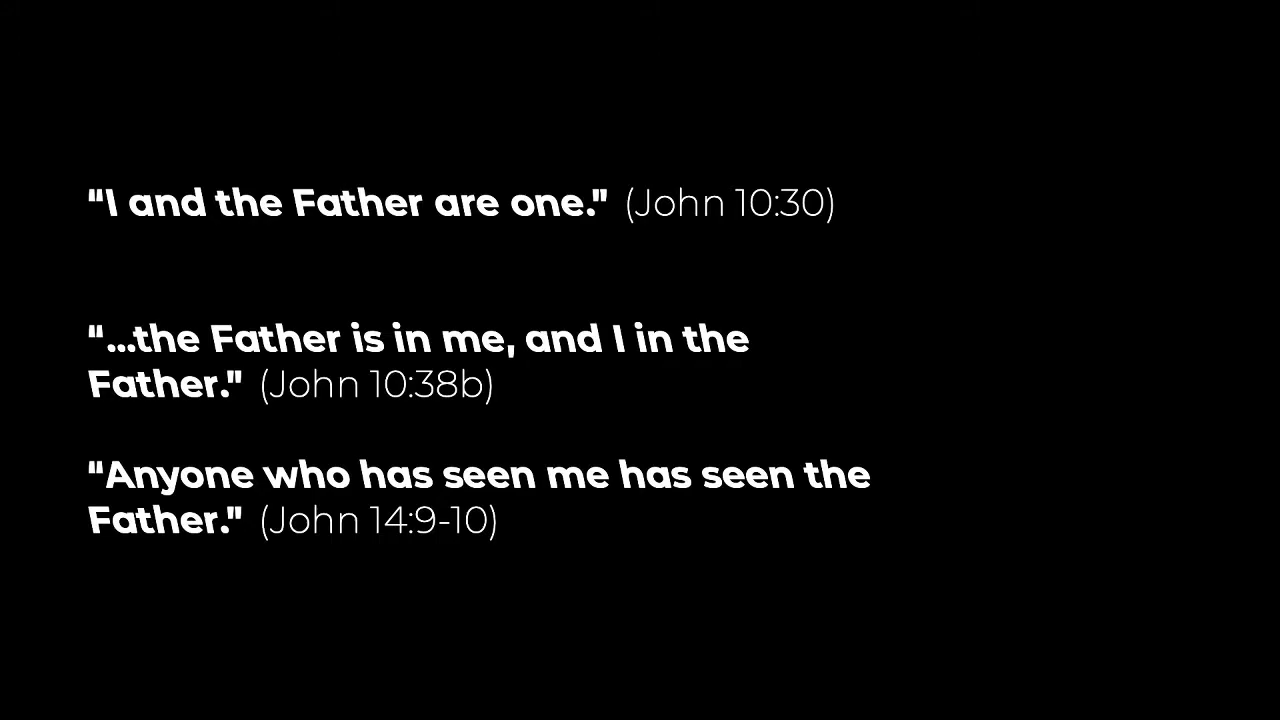 “I and the Father are one." (John 10:30)
“...the Father is in me, and I in the
Father." (John 10:38b)
"Anyone who has seen me has seen the
Father." (John 14:9-10)